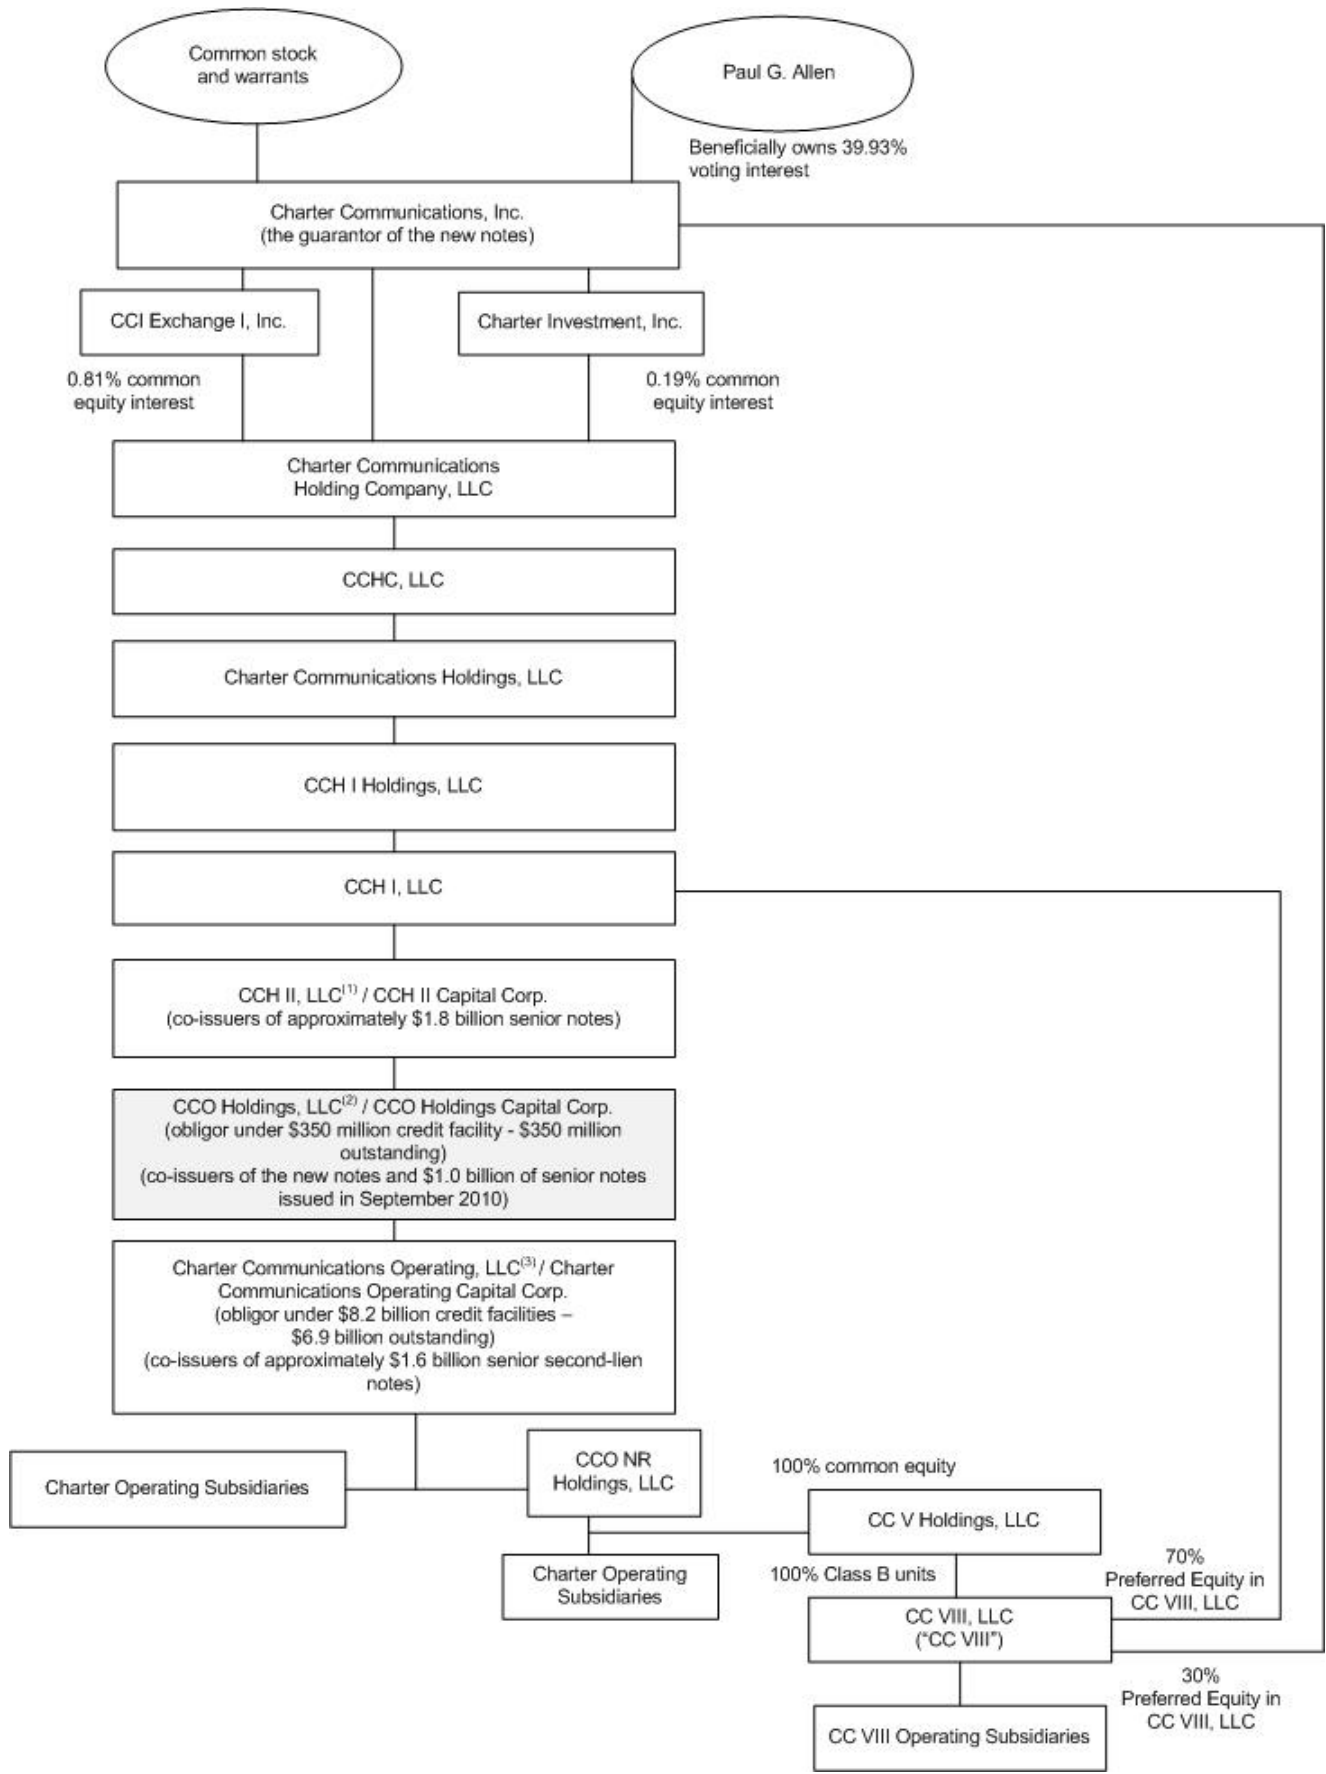 Common stock
and warrants
Paul G. Allen
Beneficially owns 39.93%
voting interest
Charter Communications, Inc.
(the guarantor of the new notes)
CCI Exchange I, Inc.
Charter Investment, Inc.
0.81% common
equity interest
0.19% common
equity interest
Charter Communications
Holding Company, LLC
CCHC, LLC
Charter Communications Holdings, LLC
CCH I Holdings, LLC
CCH I, LLC
CCH II, LLC(1) / CCH II Capital Corp.
(co-issuers of approximately $1.8 billion senior notes)
CCO Holdings, LLC(2) / CCO Holdings Capital Corp.
(obligor under $350 million credit facility - $350 million
outstanding)
(co-issuers of the new notes and $1.0 billion of senior notes
issued in September 2010)
Charter Communications Operating, LLC(3) / Charter
Communications Operating Capital Corp.
(obligor under $8.2 billion credit facilities –
$6.9 billion outstanding)
(co-issuers of approximately $1.6 billion senior second-lien
notes)
Charter Operating Subsidiaries
CCO NR
Holdings, LLC
100% common equity
CC V Holdings, LLC
Charter Operating
Subsidiaries
100% Class B units
70%
Preferred Equity in
CC VIII, LLC
CC VIII, LLC
(“CC VIII”)
30%
Preferred Equity in
CC VIII, LLC
CC VIII Operating Subsidiaries